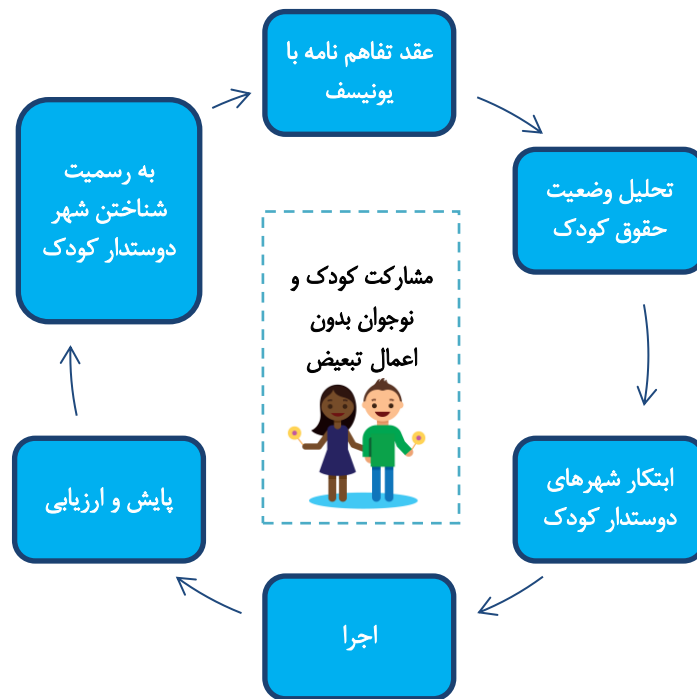 عقد تفاهم نامه با
یونیسف
تحلیل وضعیت
حقوق کودک
ابتکار شهرهای
دوستدار کودک
اجرا
پایش و ارزیابی
به رسمیت
شناختن شهر
دوستدار کودک
مشارکت کودک و
نوجوان بدون
اعمال تبعیض